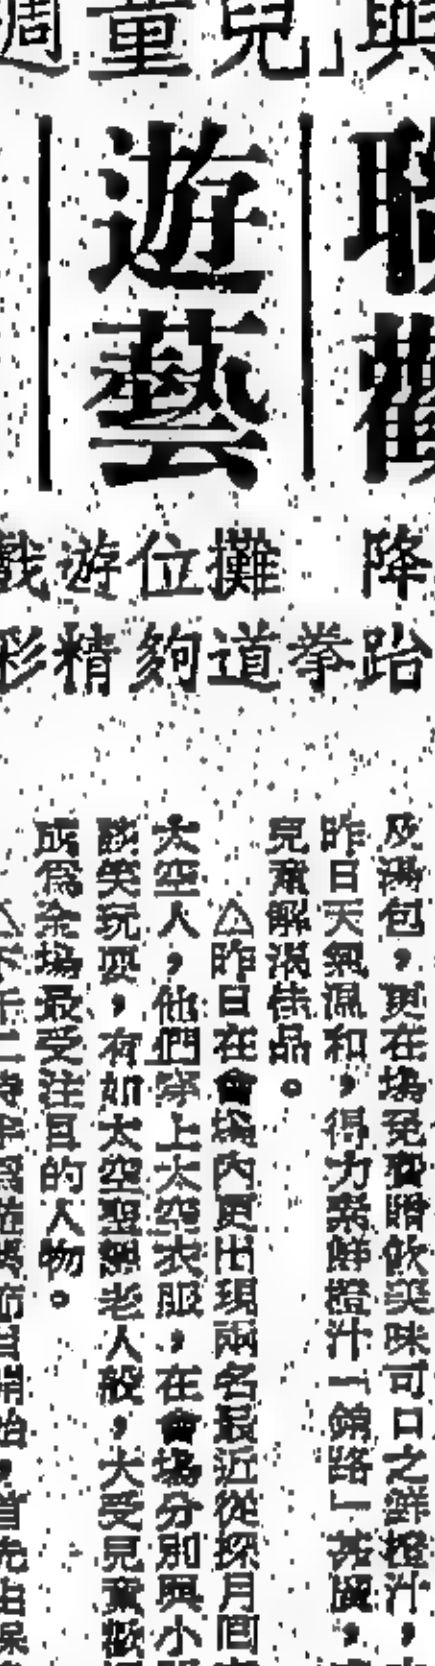 與「兒童週
聯歡
遊藝
降 攤位遊戲
跆拳道夠精彩
及湯包，更在場免費贈飲美味可口之鮮橙汁，
昨日天氣溫和，得力素鮮橙汁「錦路」甚廣，
兒童解渴佳品。
△昨日在會場內更出現兩名最近從探月回
太空人，他們穿上太空衣服，在會場分別與小
談笑玩耍，有如太空聖誕老人般，大受兒童歡
成為全場最受注目的人物。
△下午二時
開始，首先由